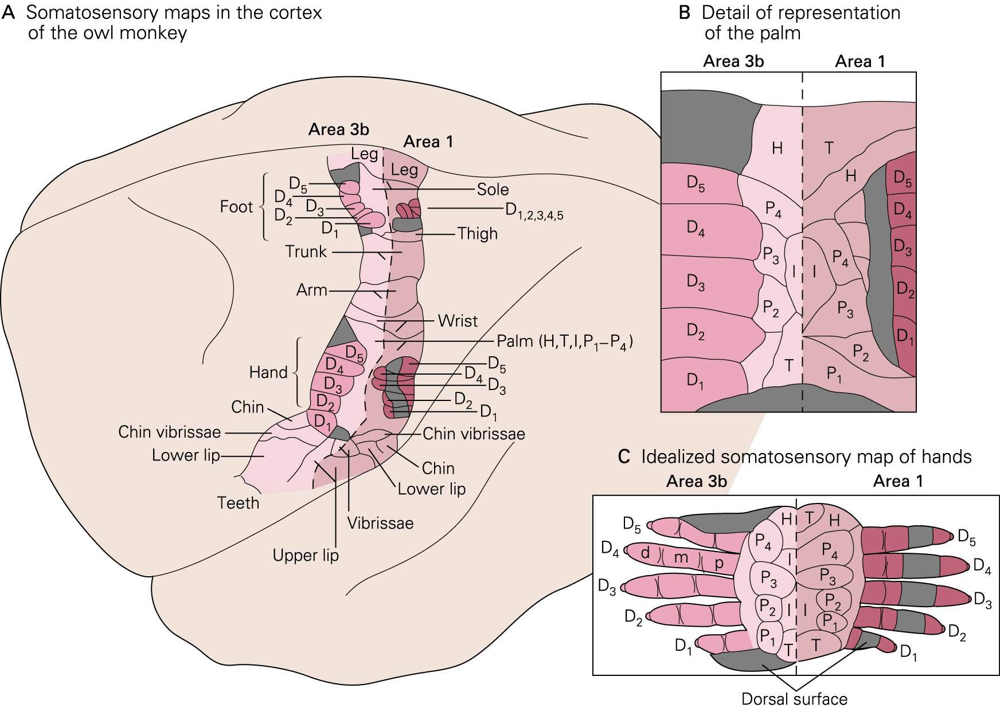 A Somatosensory maps in the cortex
of the owl monkey
Area 3b
Area 1
Leg
Leg
Foot
D5
D4
D3
D2
D1
Sole
D1,2,3,4,5
Thigh
Trunk
Arm
Wrist
Palm (H,T,I,P1–P4)
Hand
D5
D4
D3
D2
D1
D5
D4
D3
D2
D1
Chin
Chin vibrissae
Lower lip
Teeth
Chin vibrissae
Chin
Lower lip
Vibrissae
Upper lip
B Detail of representation
of the palm
Area 3b
Area 1
H
T
H
D5
D5
P4
D4
D4
P3
I
I
P4
D3
D3
D2
P2
P3
D2
D1
P2
T
P1
D1
C Idealized somatosensory map of hands
Area 3b
Area 1
D5
H
T
H
D5
D4
d
m
p
P4
I
P4
D4
D3
P3
P3
D3
D2
P2
I
I
P2
P1
D2
D1
P1
T
T
D1
Dorsal surface